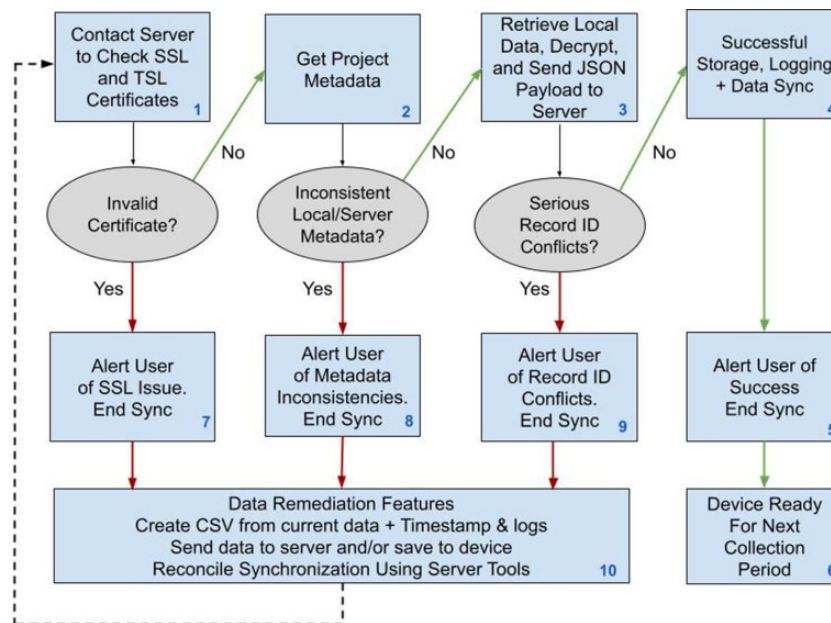 Contact Server
to Check SSL
and TSL
Certificates
1
Get Project
Metadata
2
Retrieve Local
Data, Decrypt,
and Send JSON
Payload to
Server
3
Successful
Storage, Logging
+ Data Sync
4
No
No
No
Invalid
Certificate?
Inconsistent
Local/Server
Metadata?
Serious
Record ID
Conflicts?
Yes
Yes
Yes
Alert User
of SSL Issue.
End Sync
7
Alert User
of Metadata
Inconsistencies.
End Sync
8
Alert User
of Record ID
Conflicts.
End Sync
9
Alert User of
Success
End Sync
5
Data Remediation Features
Create CSV from current data + Timestamp & logs
Send data to server and/or save to device
Reconcile Synchronization Using Server Tools
10
Device Ready
For Next
Collection
Period
6